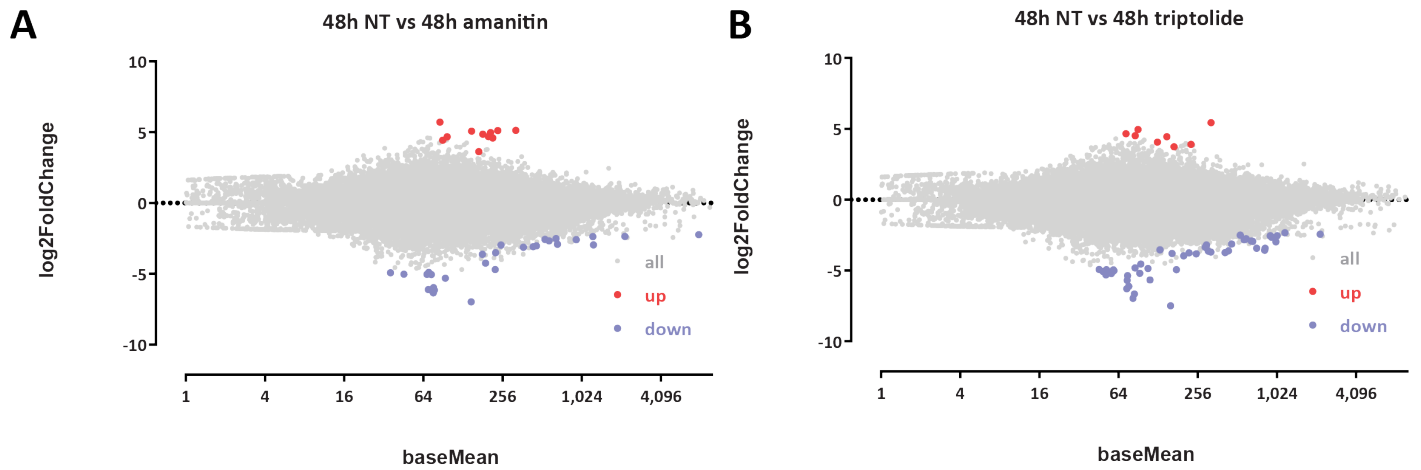 A
48h NT vs 48h amanitin
10
5
0
-5
-10
log2FoldChange
all
up
down
1 4 16 64 256 1,024 4,096
baseMean
B
48h NT vs 48h triptolide
10
5
0
-5
-10
log2FoldChange
all
up
down
1 4 16 64 256 1,024 4,096
baseMean